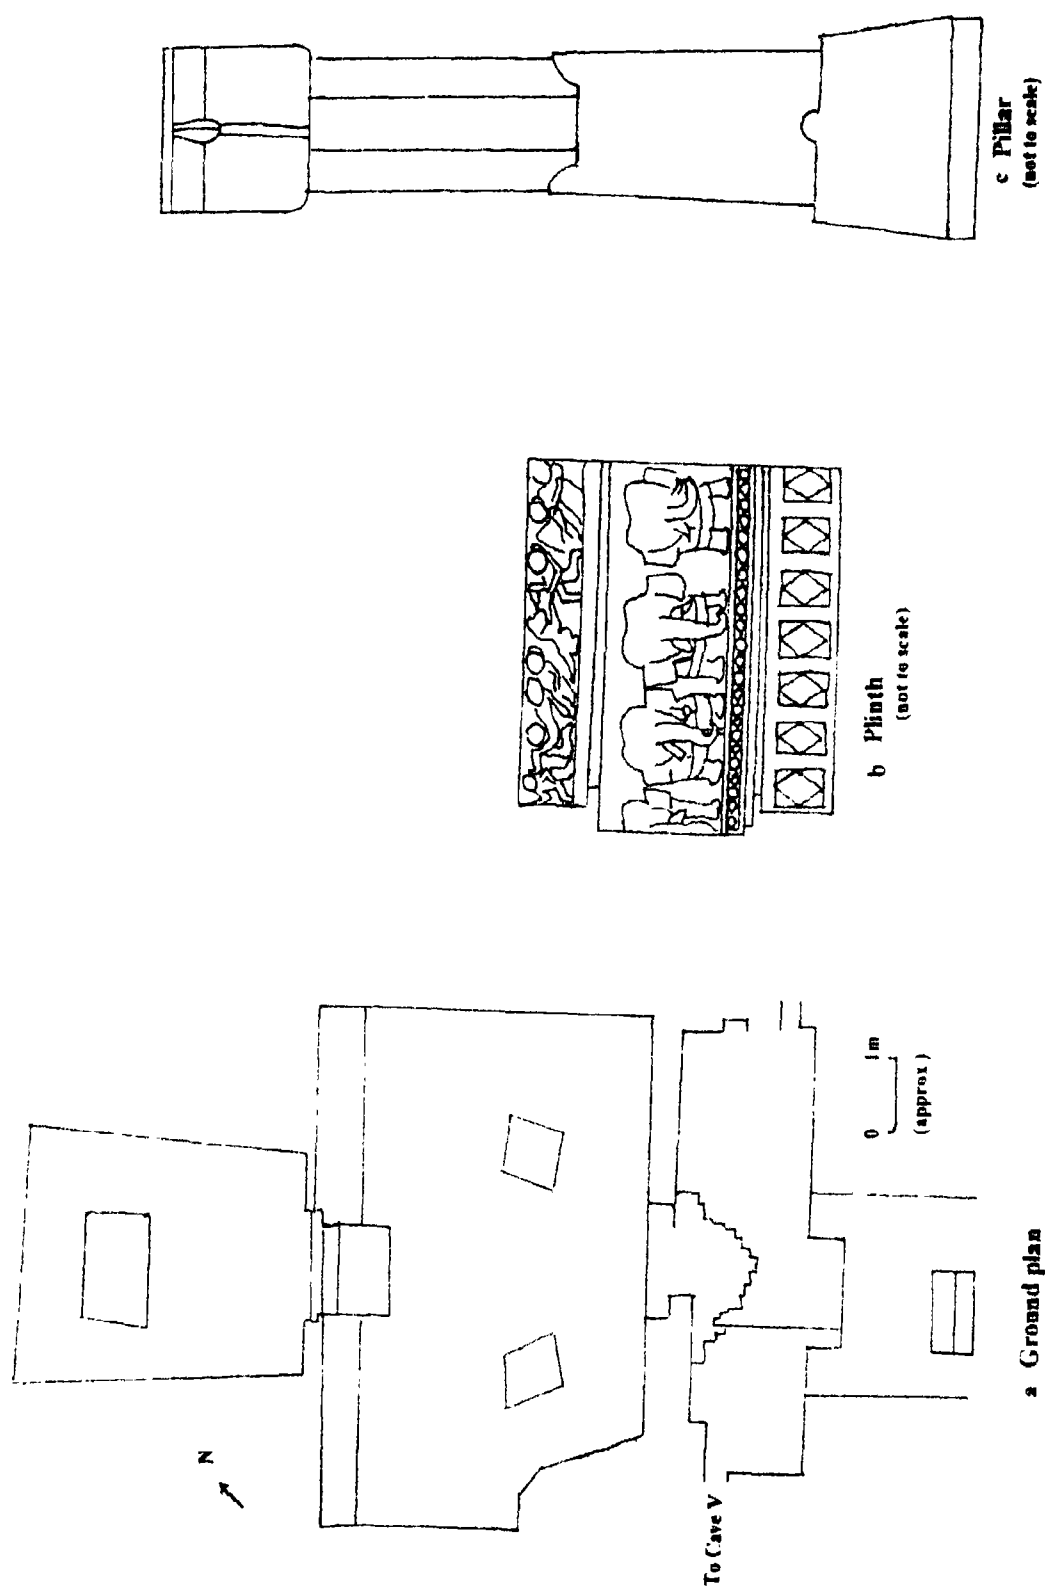 N
To Cave V
0 1m
(approx)
a Ground plan
b Plinth
(not to scale)
c Pillar
(not to scale)